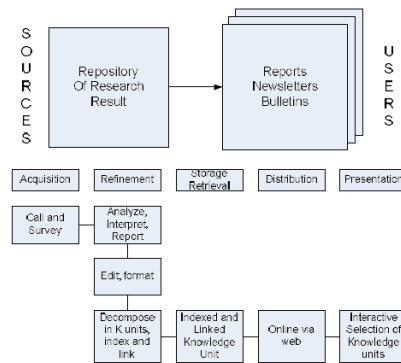 SOURCES
Repository
Of Research
Result
Reports
Newsletters
Bulletins
USERS
Acquisition
Refinement
Storage
Retrieval
Distribution
Presentation
Call and
Survey
Analyze,
Interpret,
Report
Edit, format
Decompose
in K units,
index and
link
Indexed and
Linked
Knowledge
Unit
Online via
web
Interactive
Selection of
Knowledge
units